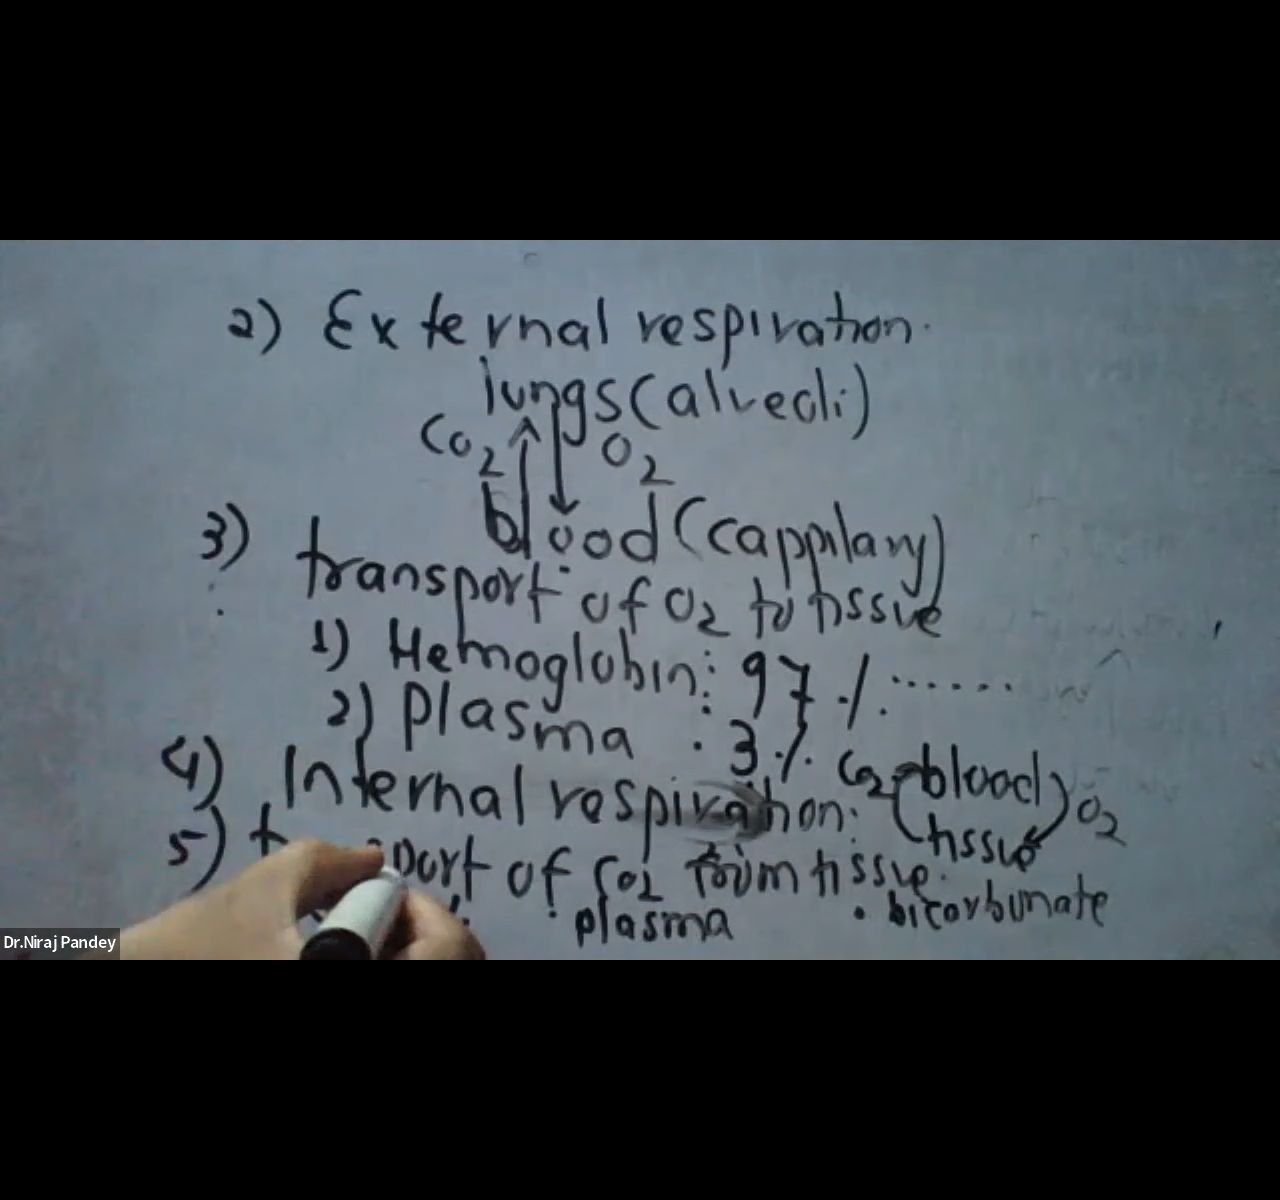 2) External respiration.
lungs (alveoli)
CO2 O2
blood (cappilary)
3) transport of O2 to tissue
1) Hemoglobin: 97 %......
2) Plasma : 3 %.
4) Internal respiration: CO2 (blood) O2
tissue
5) of CO2 from tissue.
plasma . bicarbonate
Dr.Niraj Pandey